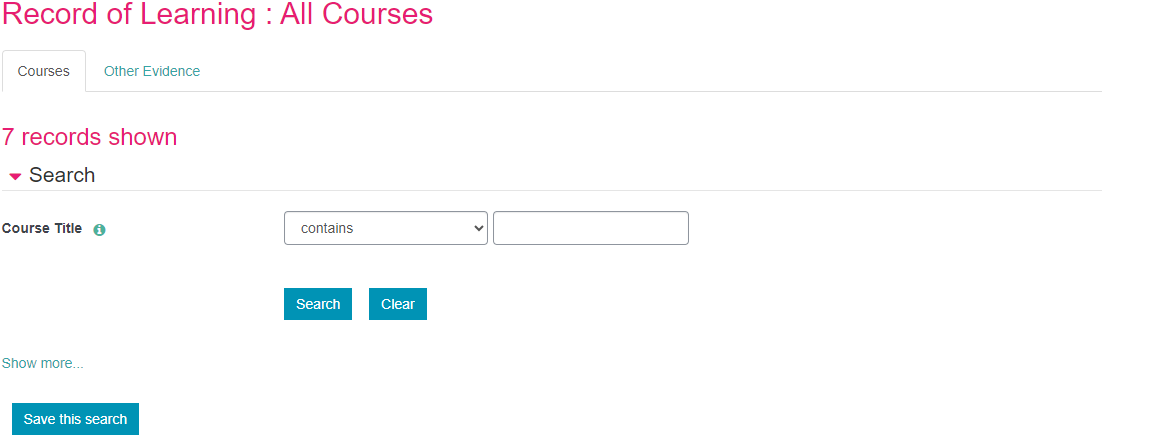 Record of Learning : All Courses
Courses Other Evidence
7 records shown
Search
Course Title contains
Search Clear
Show more...
Save this search